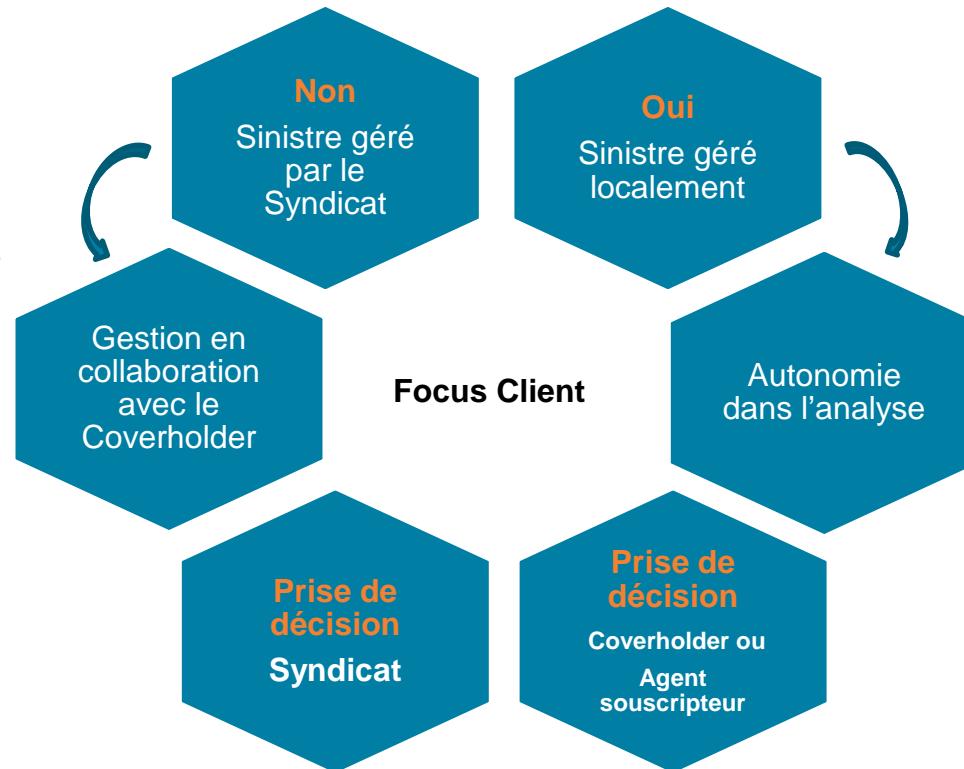 Non
Sinistre géré
par le
Syndicat
Oui
Sinistre géré
localement
Gestion en
collaboration
avec le
Coverholder
Focus Client
Autonomie
dans l’analyse
Prise de
décision
Syndicat
Prise de
décision
Coverholder ou
Agent
souscripteur